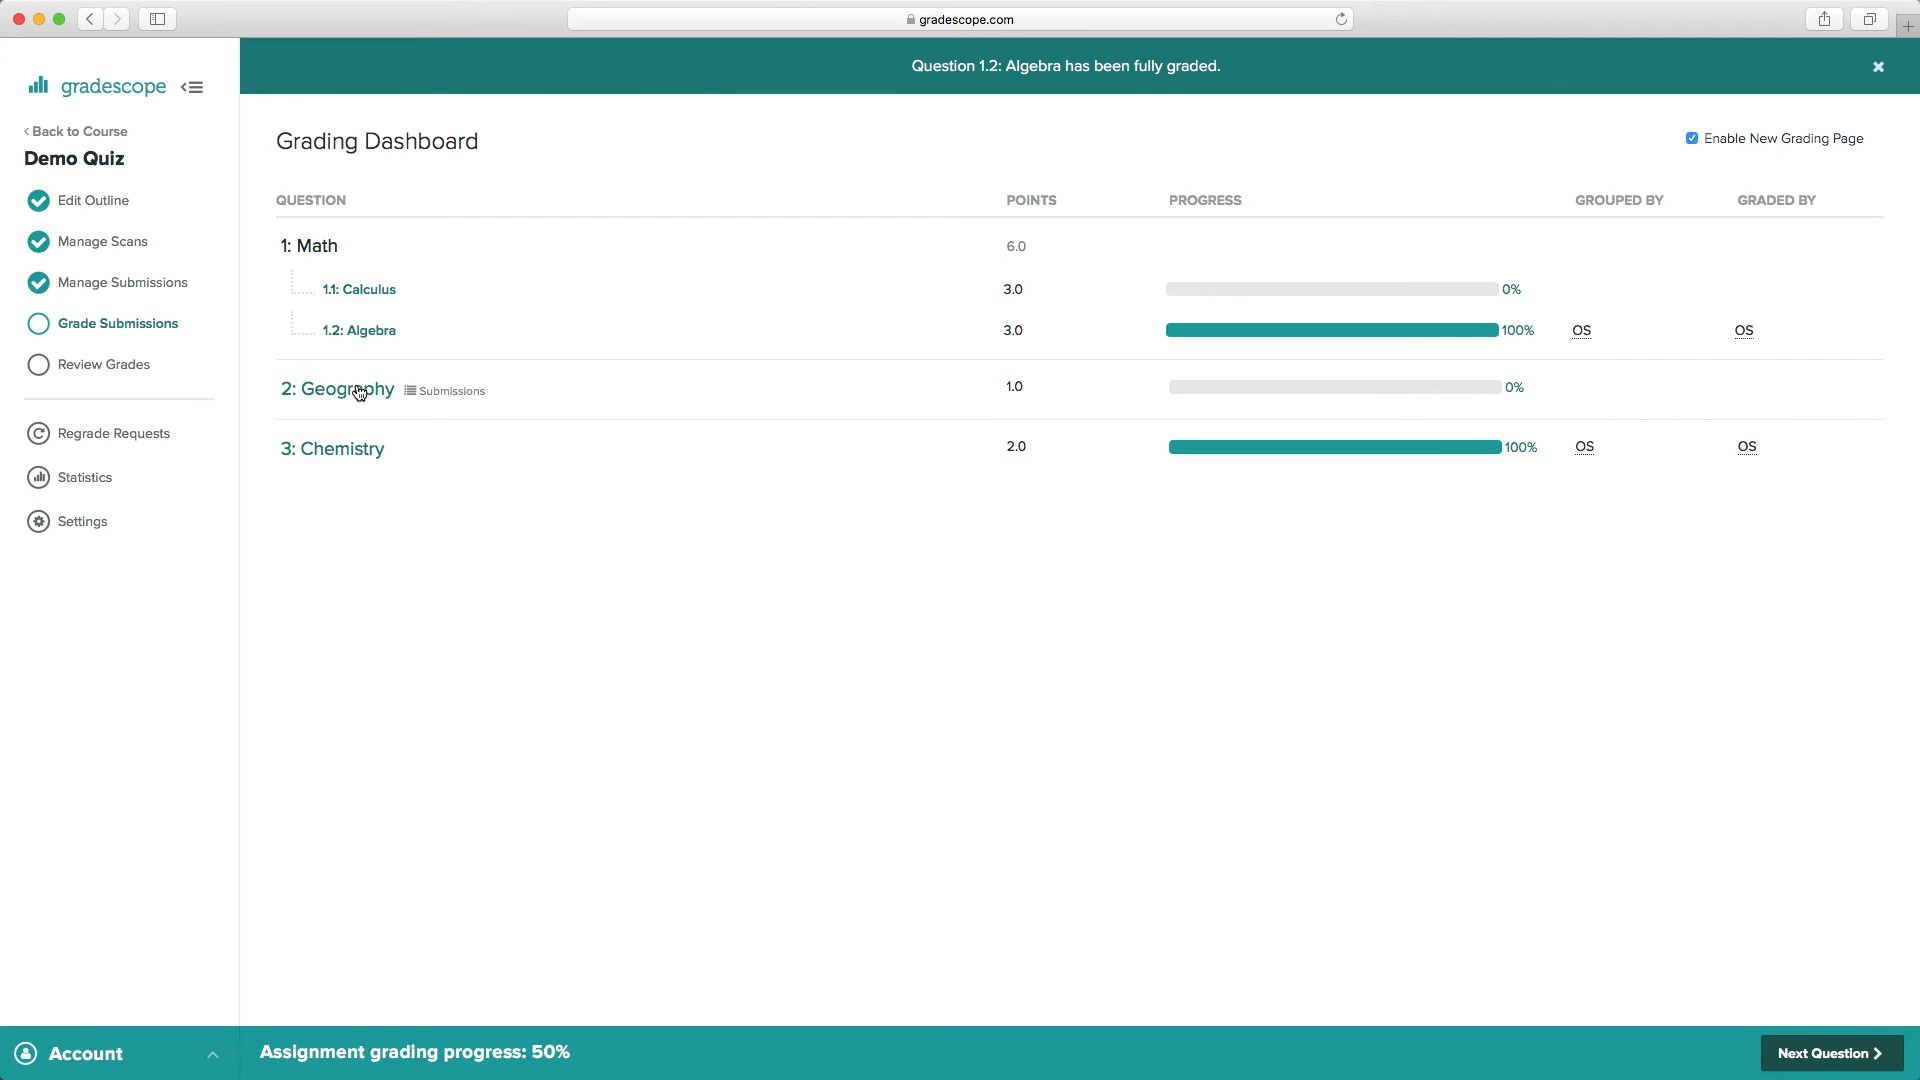 gradescope.com
Question 1.2: Algebra has been fully graded.
gradescope
Back to Course
Demo Quiz
Edit Outline
Manage Scans
Manage Submissions
Grade Submissions
Review Grades
Regrade Requests
Statistics
Settings
Account
Grading Dashboard
Enable New Grading Page
QUESTION POINTS PROGRESS GROUPED BY GRADED BY
1: Math 6.0
1.1: Calculus 3.0 0%
1.2: Algebra 3.0 100% OS OS
2: Geography Submissions 1.0 0%
3: Chemistry 2.0 100% OS OS
Assignment grading progress: 50%
Next Question